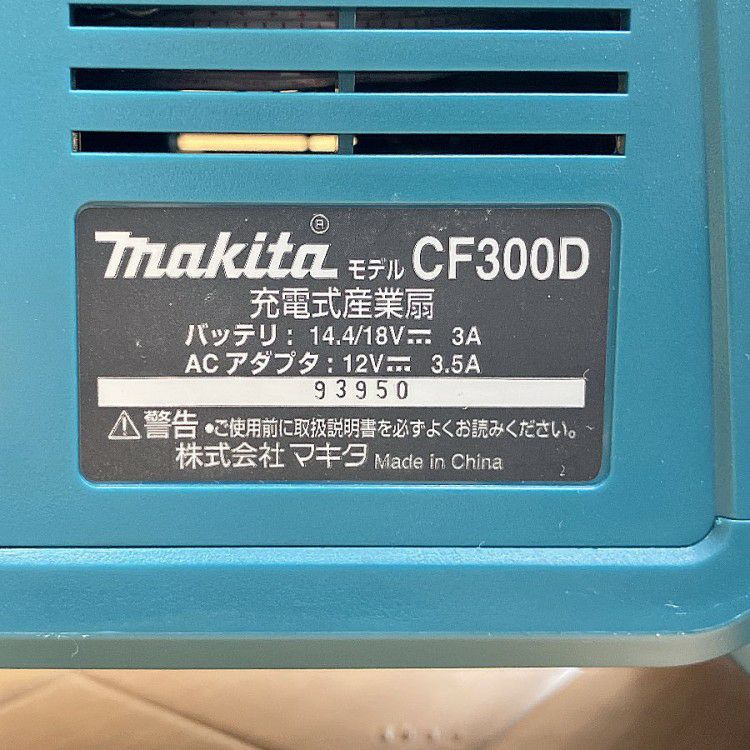 makita® モデル CF300D
充電式産業扇
バッテリ: 14.4/18V⎓ 3A
ACアダプタ: 12V⎓ 3.5A
93950
⚠警告 •ご使用前に取扱説明書を必ずよくお読みください。
株式会社 マキタ Made in China